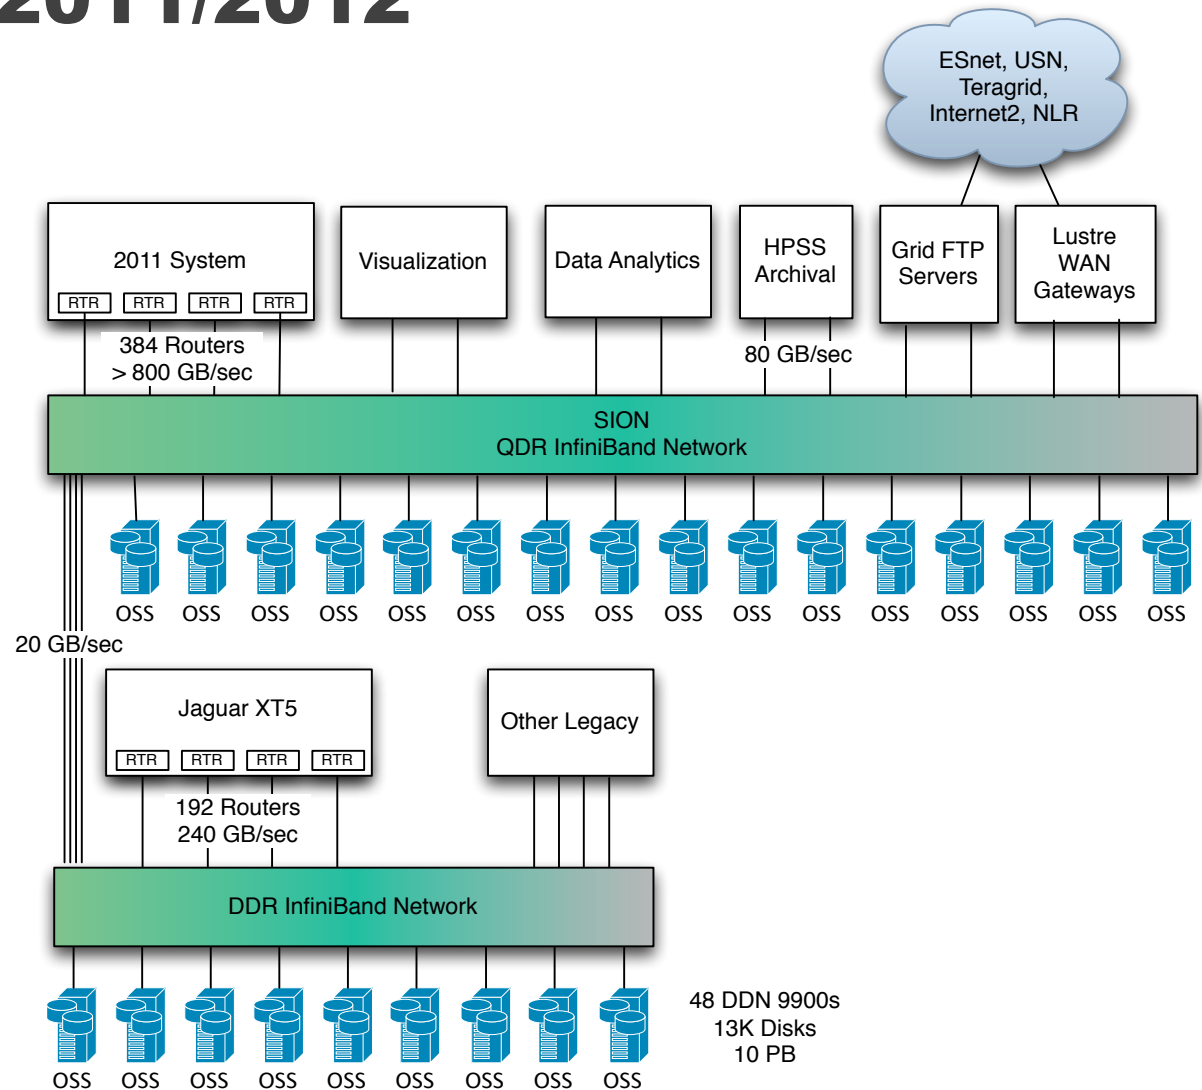 2011/2012
ESnet, USN,
Teragrid,
Internet2, NLR
2011 System
RTR RTR RTR RTR
Visualization
Data Analytics
HPSS
Archival
Grid FTP
Servers
Lustre
WAN
Gateways
384 Routers
> 800 GB/sec
80 GB/sec
SION
QDR InfiniBand Network
OSS OSS OSS OSS OSS OSS OSS OSS OSS OSS OSS OSS OSS OSS OSS OSS
20 GB/sec
Jaguar XT5
RTR RTR RTR RTR
Other Legacy
192 Routers
240 GB/sec
DDR InfiniBand Network
OSS OSS OSS OSS OSS OSS OSS OSS OSS
48 DDN 9900s
13K Disks
10 PB